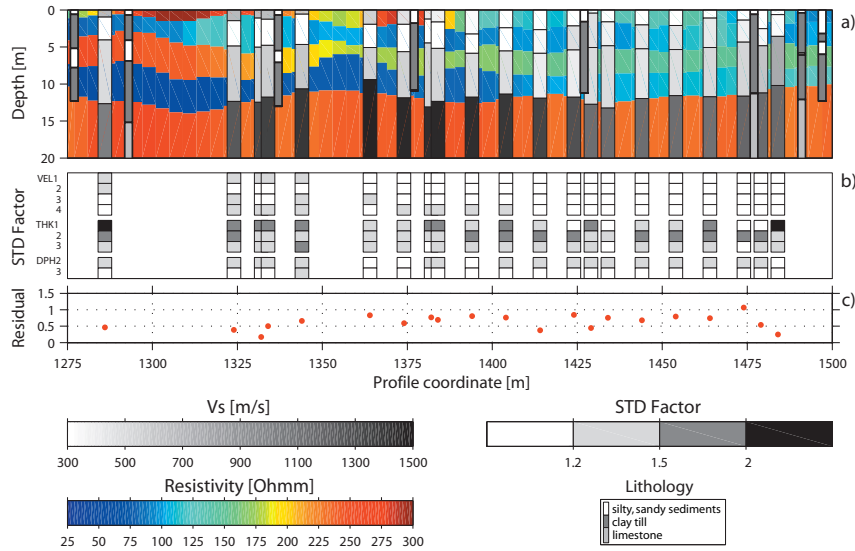 0
5
10
15
20
Depth [m]
a)
VEL1
2
3
4
THK1
2
3
DPH2
3
STD Factor
b)
1.5
1
0.5
0
Residual
c)
1275 1300 1325 1350 1375 1400 1425 1450 1475 1500
Profile coordinate [m]
Vs [m/s]
300 500 700 900 1100 1300 1500
Resistivity [Ohmm]
25 50 75 100 125 150 175 200 225 250 275 300
STD Factor
1.2 1.5 2
Lithology
silty, sandy sediments
clay till
limestone